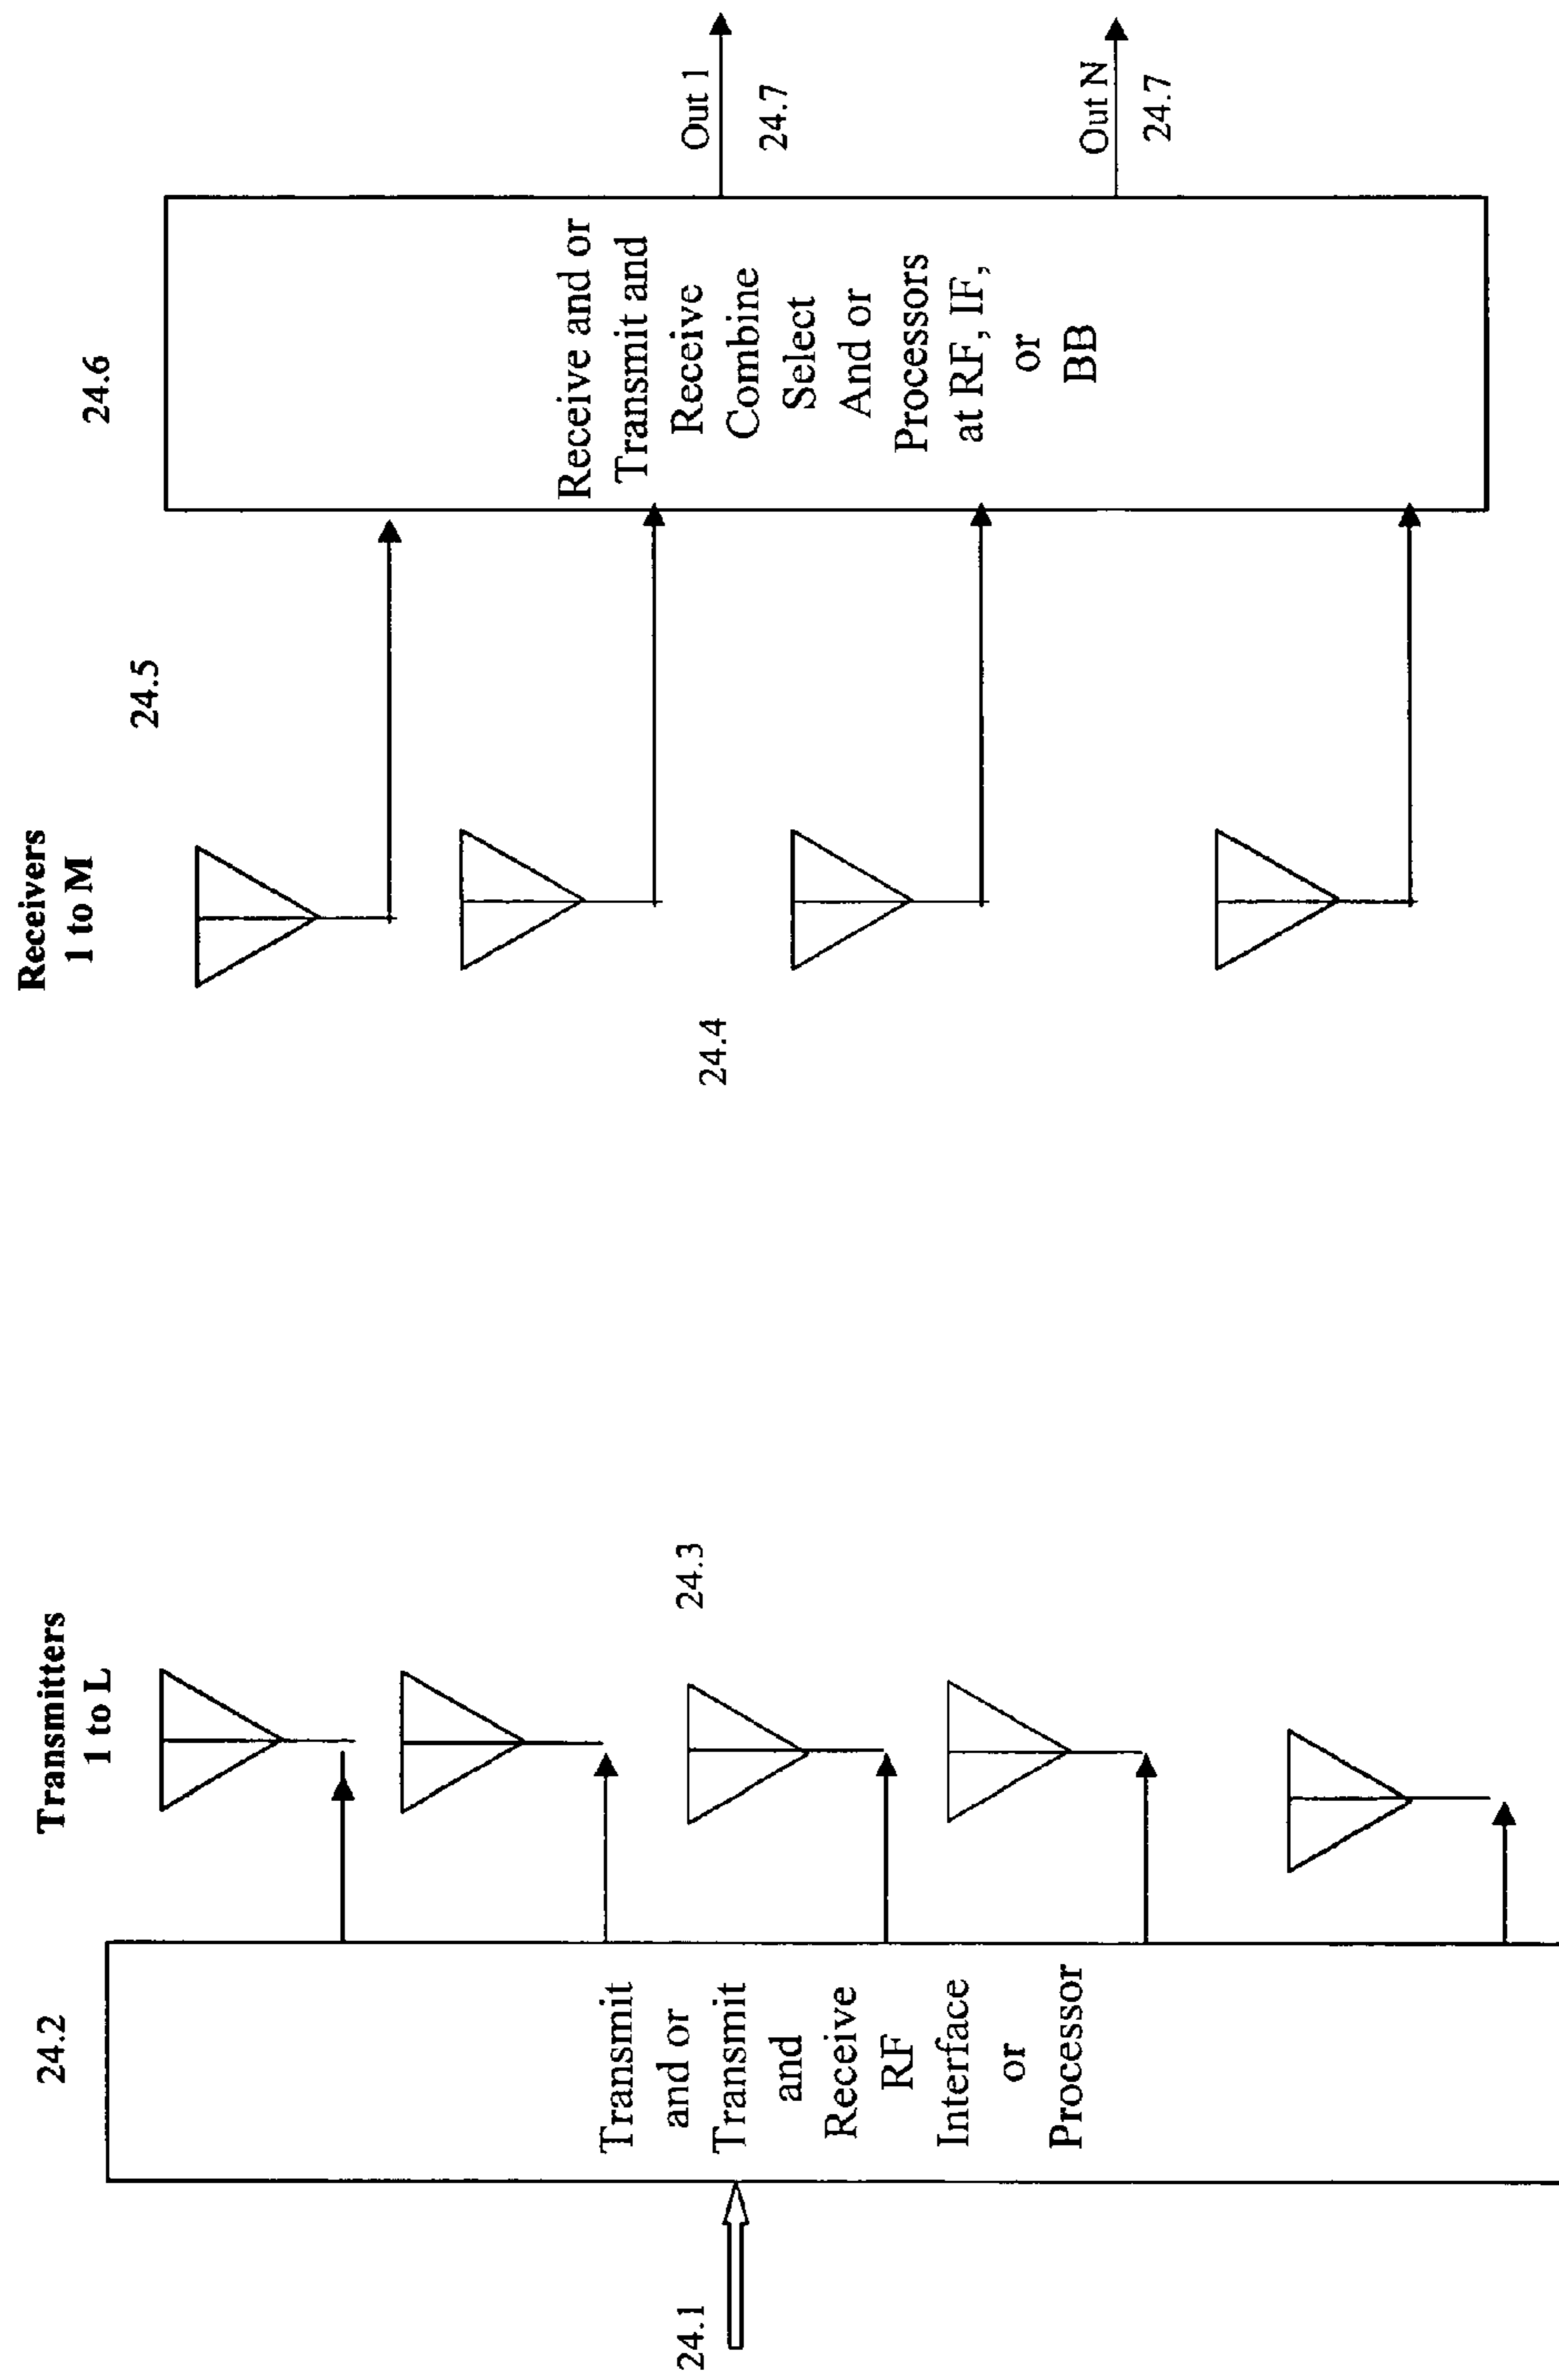 24.1
24.2
Transmit
and or
Transmit
and
Receive
RF
Interface
or
Processor
Transmitters
1 to L
24.3
Receivers
1 to M
24.4
24.5
24.6
Receive and or
Transmit and
Receive
Combine
Select
And or
Processors
at RF, IF,
or
BB
Out 1
24.7
Out N
24.7